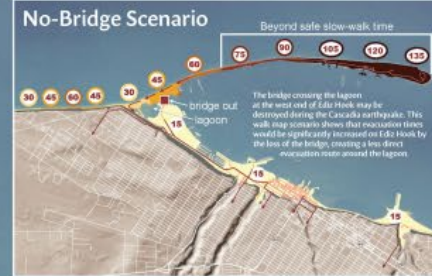 No-Bridge Scenario
Beyond safe slow-walk time
30
45
60
45
30
45
60
75
90
105
120
135
bridge out
lagoon
15
15
15
The bridge crossing the lagoon
at the west end of Ediz Hook may be
destroyed during the Cascadia earthquake. This
walk map scenario shows that evacuation times
would be significantly increased on Ediz Hook by
the loss of the bridge, creating a less direct
evacuation route around the lagoon.